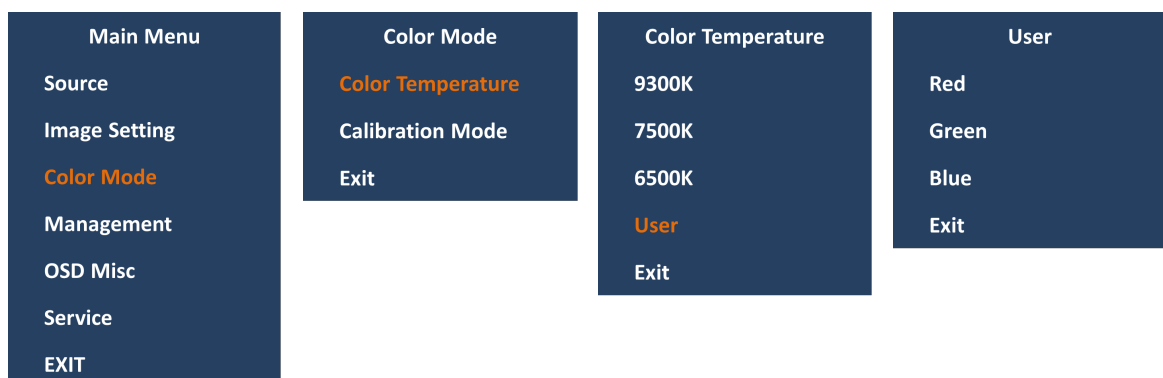 Main Menu
Source
Image Setting
Color Mode
Management
OSD Misc
Service
EXIT
Color Mode
Color Temperature
Calibration Mode
Exit
Color Temperature
9300K
7500K
6500K
User
Exit
User
Red
Green
Blue
Exit